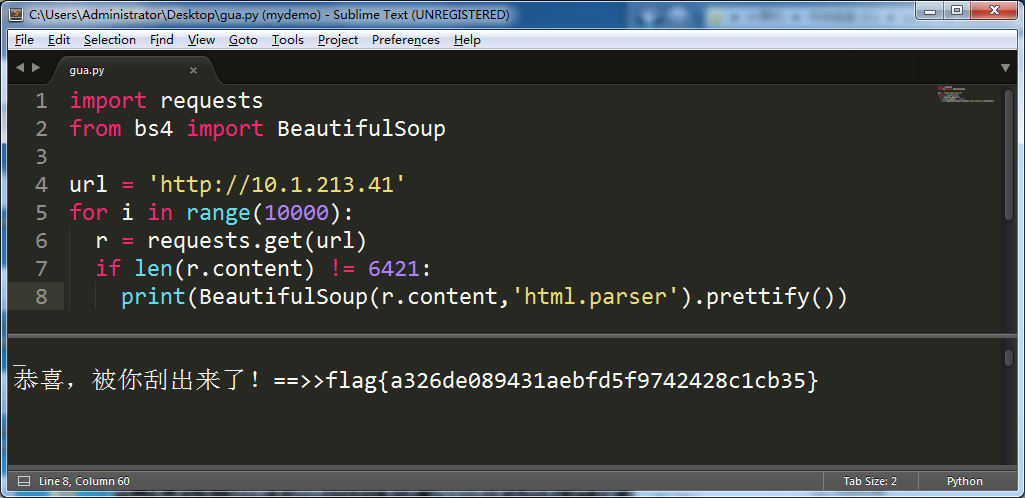 C:\Users\Administrator\Desktop\gua.py (mydemo) - Sublime Text (UNREGISTERED)
File Edit Selection Find View Goto Tools Project Preferences Help
gua.py
1 import requests
2 from bs4 import BeautifulSoup
3
4 url = 'http://10.1.213.41'
5 for i in range(10000):
6 r = requests.get(url)
7 if len(r.content) != 6421:
8 print(BeautifulSoup(r.content,'html.parser').prettify())
恭喜，被你刮出来了！==>>flag{a326de089431aebfd5f9742428c1cb35}
Line 8, Column 60 Tab Size: 2 Python